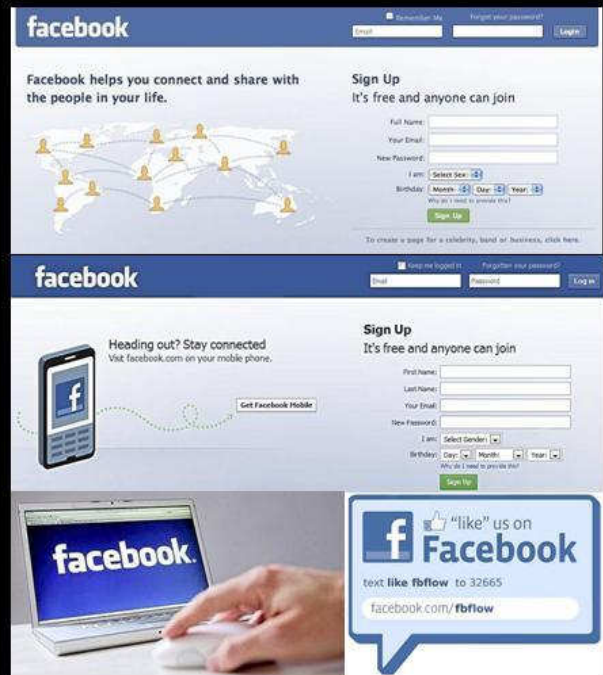 facebook
Remember Me
Forgot your password?
Email
Login
Facebook helps you connect and share with
the people in your life.
Sign Up
It's free and anyone can join
Full Name:
Your Email:
New Password:
I am: Select Sex:
Birthday: Month: Day: Year:
Why do I need to provide this?
Sign Up
To create a page for a celebrity, band or business, click here.
facebook
Keep me logged in
Forgotten your password?
Email
Password
Log in
Heading out? Stay connected
Visit facebook.com on your mobile phone.
f
Get Facebook Mobile
Sign Up
It's free and anyone can join
First Name:
Last Name:
Your Email:
New Password:
I am: Select Gender:
Birthday: Day: Month: Year:
Why do I need to provide this?
Sign Up
facebook.
f
"like" us on
Facebook
text like fbflow to 32665
facebook.com/fbflow